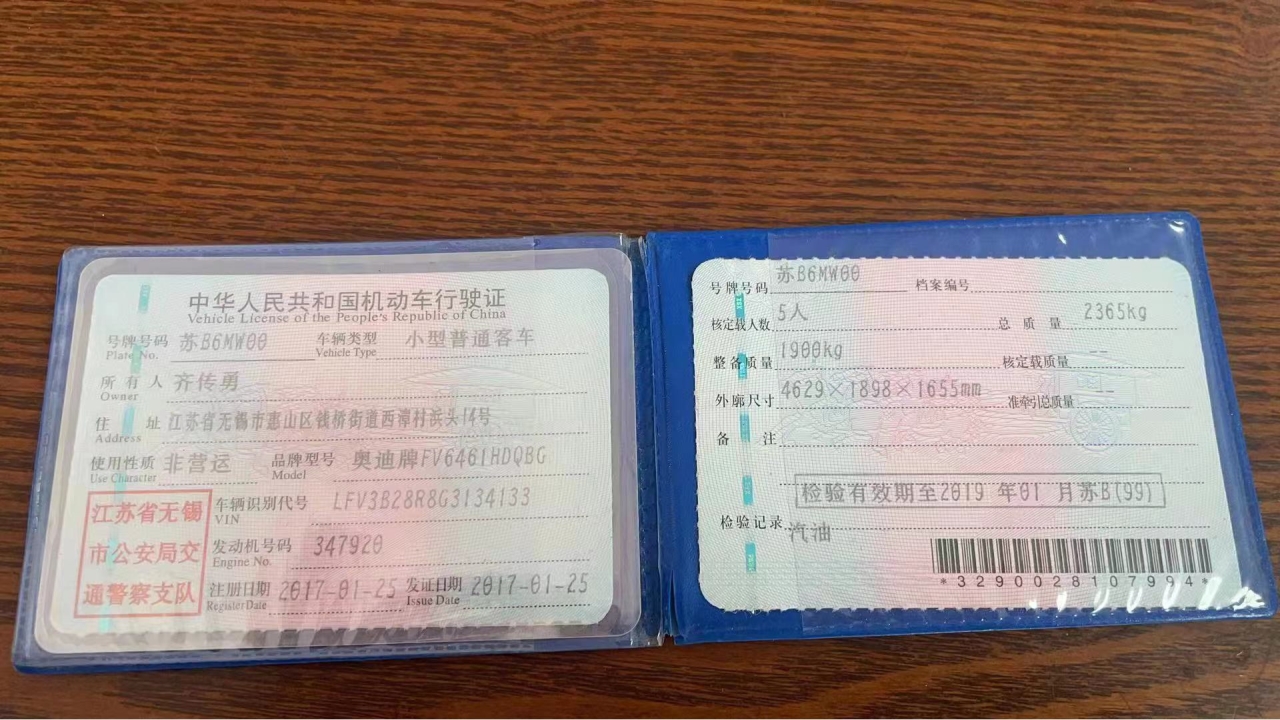 中华人民共和国机动车行驶证
Vehicle License of the People's Republic of China
号牌号码 苏B6MW00 车辆类型 小型普通客车
Plate No. Vehicle Type
所有人 齐传勇
Owner
住址 江苏省无锡市惠山区钱桥街道西漳村浜头14号
Address
使用性质 非营运 品牌型号 奥迪牌FV6461HDQBG
Use Character Model
江苏省无锡
市公安局交
通警察支队
车辆识别代号 LFV3B28R8G3134133
VIN
发动机号码 347920
Engine No.
注册日期 2017-01-25 发证日期 2017-01-25
Register Date Issue Date
号牌号码 苏B6MW00 档案编号
核定载人数 5人 总质量 2365kg
整备质量 1900kg 核定载质量 --
外廓尺寸 4629×1898×1655mm 准牵引总质量 --
备注
检验有效期至2019 年01 月苏B(99)
检验记录 汽油
*3290028107994*